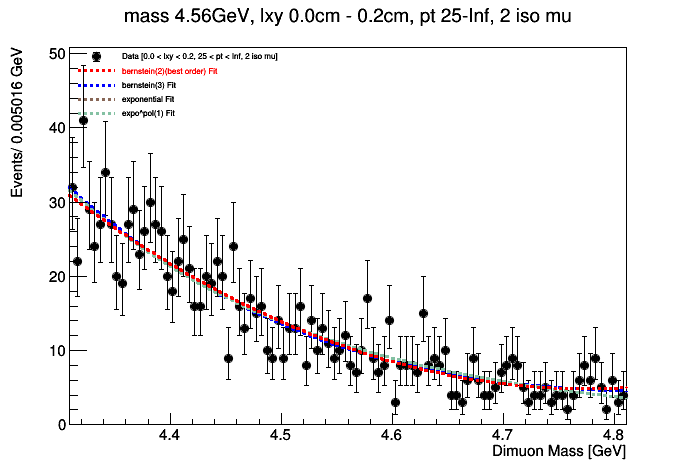 mass 4.56GeV, lxy 0.0cm - 0.2cm, pt 25-Inf, 2 iso mu
Events/ 0.005016 GeV
50
40
30
20
10
0
Data [0.0 < lxy < 0.2, 25 < pt < Inf, 2 iso mu]
bernstein(2)(best order) Fit
bernstein(3) Fit
exponential Fit
expo^pol(1) Fit
4.4 4.5 4.6 4.7 4.8
Dimuon Mass [GeV]